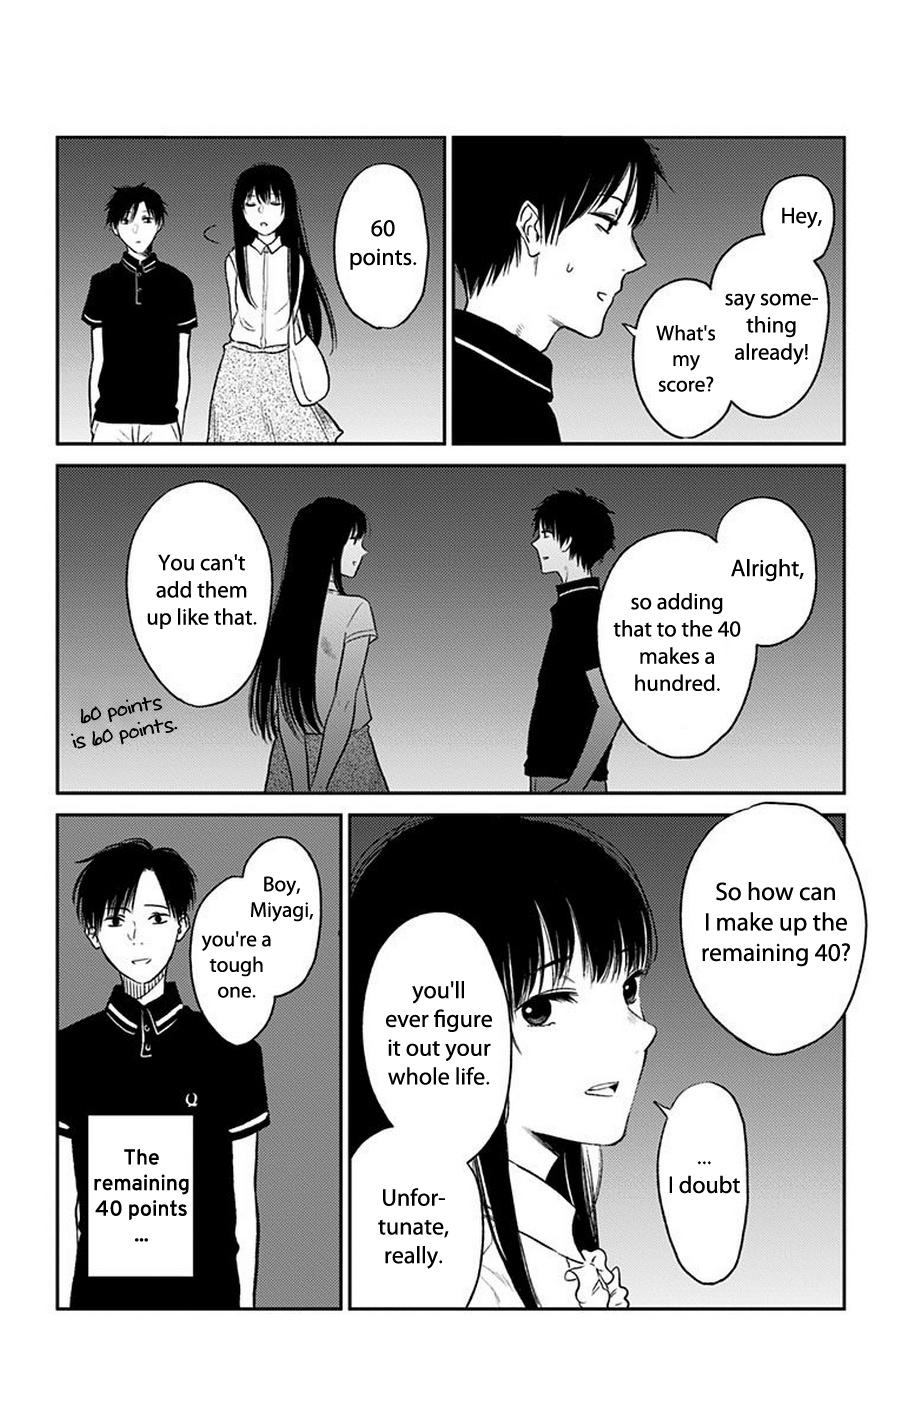 Hey,
say some-
thing
already!
What's
my
score?
60
points.
Alright,
so adding
that to the 40
makes a
hundred.
You can't
add them
up like that.
60 points
is 60 points.
So how can
I make up the
remaining 40?
...
I doubt
you'll
ever figure
it out your
whole life.
Unfor-
tunate,
really.
Boy,
Miyagi,
you're a
tough
one.
The
remaining
40 points
...